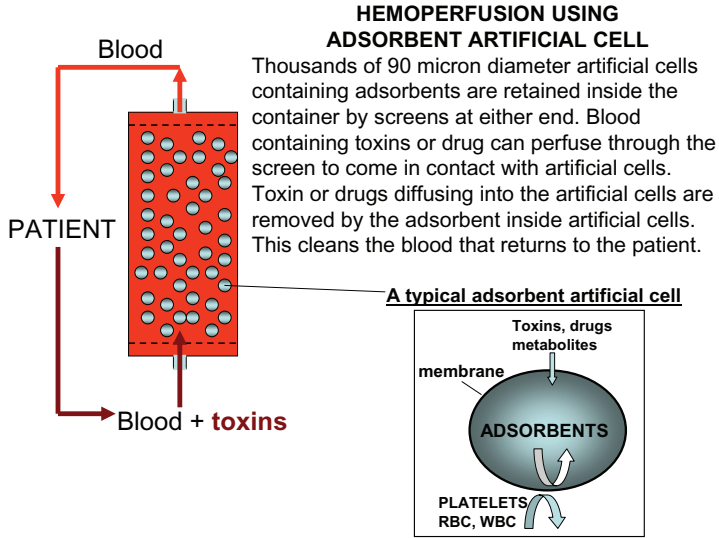 HEMOPERFUSION USING
ADSORBENT ARTIFICIAL CELL
Thousands of 90 micron diameter artificial cells
containing adsorbents are retained inside the
container by screens at either end. Blood
containing toxins or drug can perfuse through the
screen to come in contact with artificial cells.
Toxin or drugs diffusing into the artificial cells are
removed by the adsorbent inside artificial cells.
This cleans the blood that returns to the patient.
Blood
PATIENT
Blood + toxins
A typical adsorbent artificial cell
Toxins, drugs
metabolites
membrane
ADSORBENTS
PLATELETS
RBC, WBC